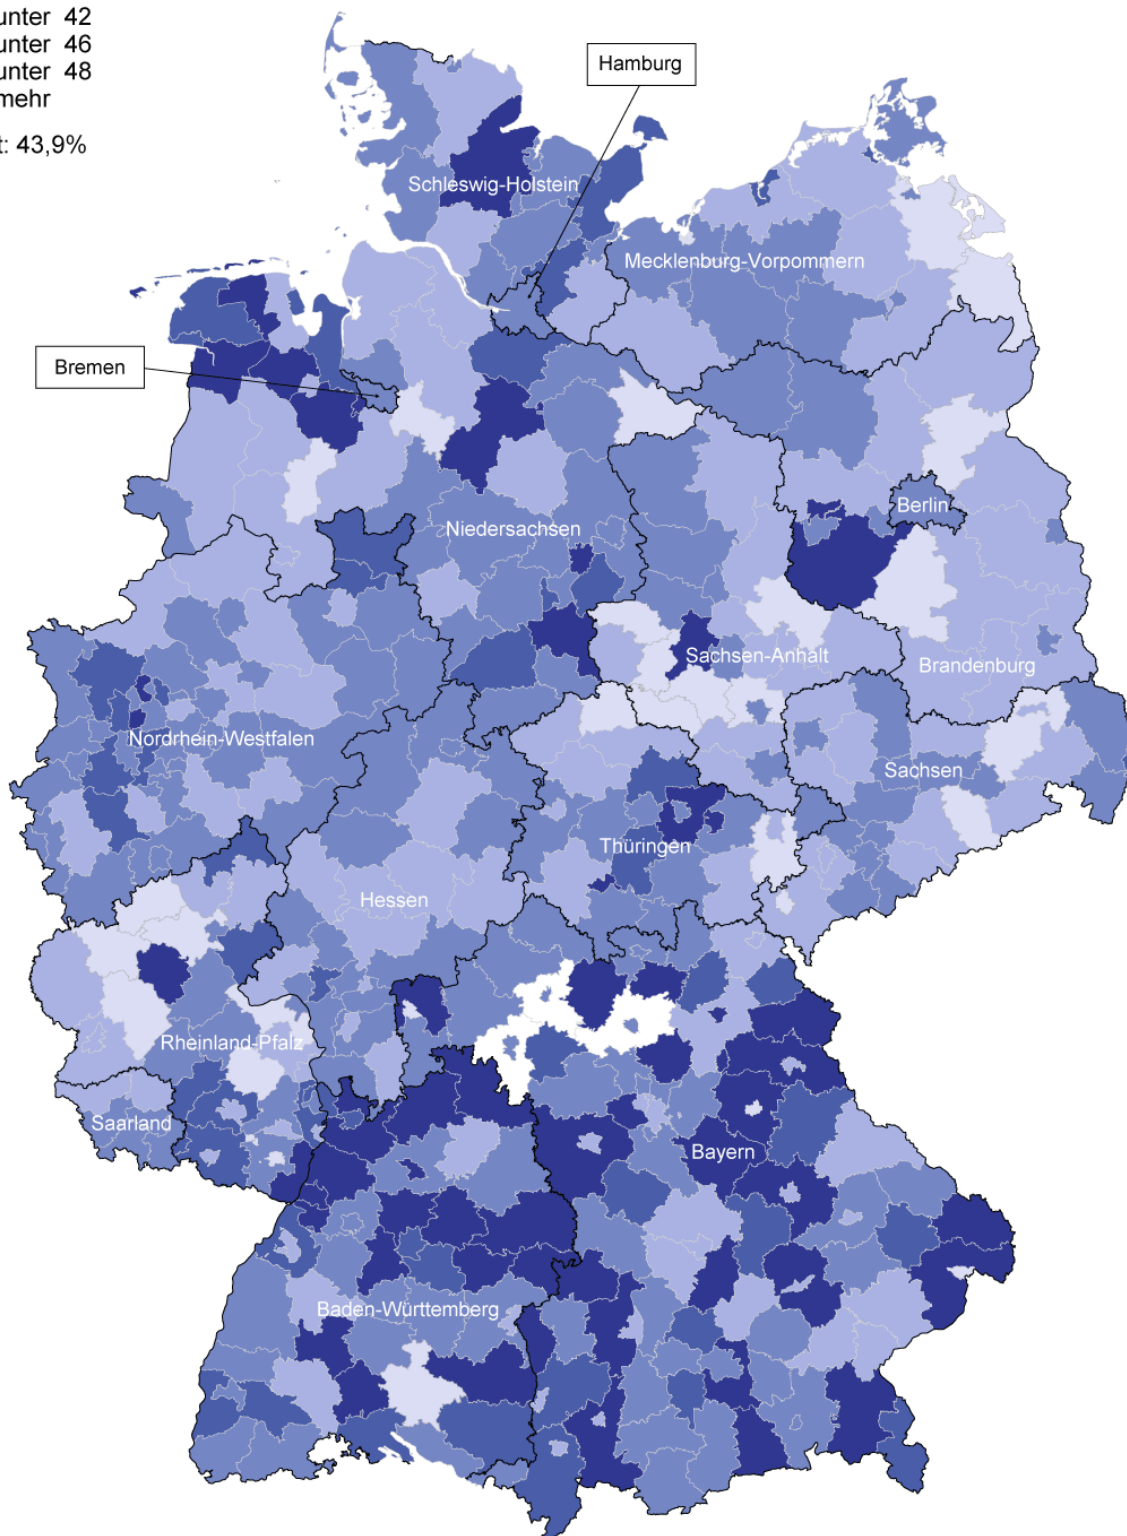 unter 42
unter 46
unter 48
mehr
t: 43,9%
Hamburg
Schleswig-Holstein
Mecklenburg-Vorpommern
Bremen
Berlin
Niedersachsen
Sachsen-Anhalt
Brandenburg
Nordrhein-Westfalen
Sachsen
Thüringen
Hessen
Rheinland-Pfalz
Saarland
Bayern
Baden-Württemberg